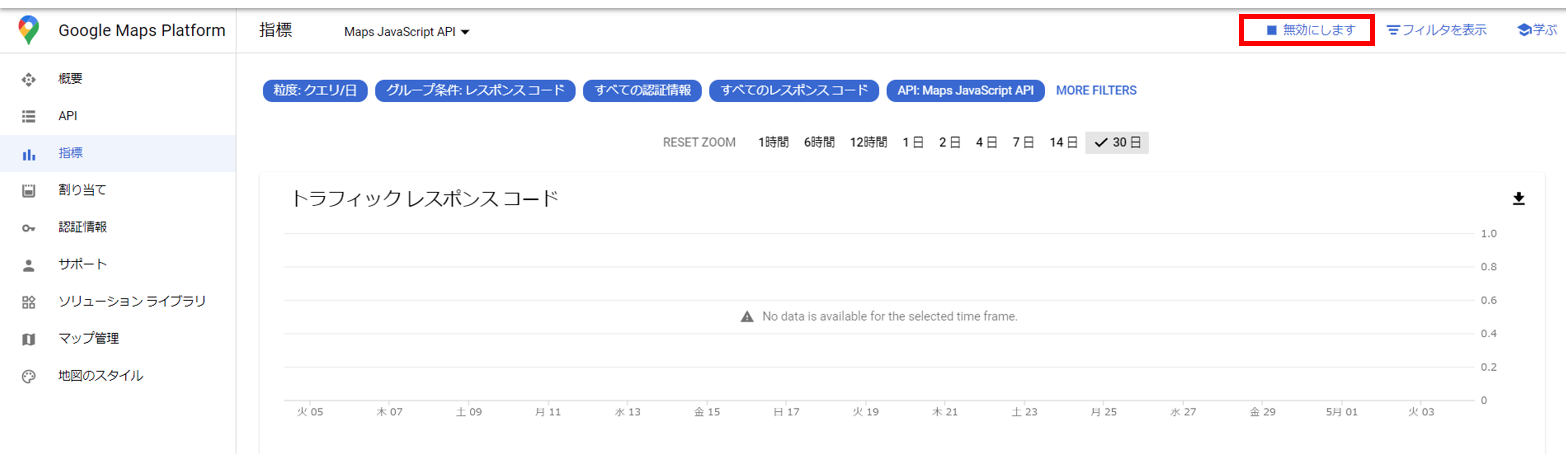 Google Maps Platform
指標
Maps JavaScript API
無効にします
フィルタを表示
学ぶ
概要
API
指標
割り当て
認証情報
サポート
ソリューション ライブラリ
マップ管理
地図のスタイル
粒度: クエリ/日 グループ条件: レスポンス コード すべての認証情報 すべてのレスポンス コード API: Maps JavaScript API MORE FILTERS
RESET ZOOM 1時間 6時間 12時間 1 日 2 日 4 日 7 日 14 日 30 日
トラフィック レスポンス コード
1.0
0.8
0.6
No data is available for the selected time frame.
0.4
0.2
0
火 05 木 07 土 09 月 11 水 13 金 15 日 17 火 19 木 21 土 23 月 25 水 27 金 29 5月 01 火 03